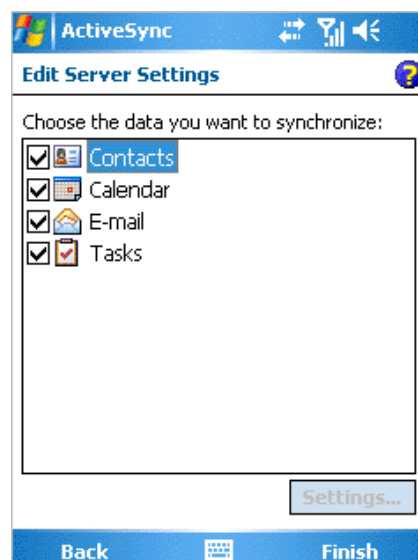 ActiveSync
Edit Server Settings
Choose the data you want to synchronize:
Contacts
Calendar
E-mail
Tasks
Settings...
Back Finish